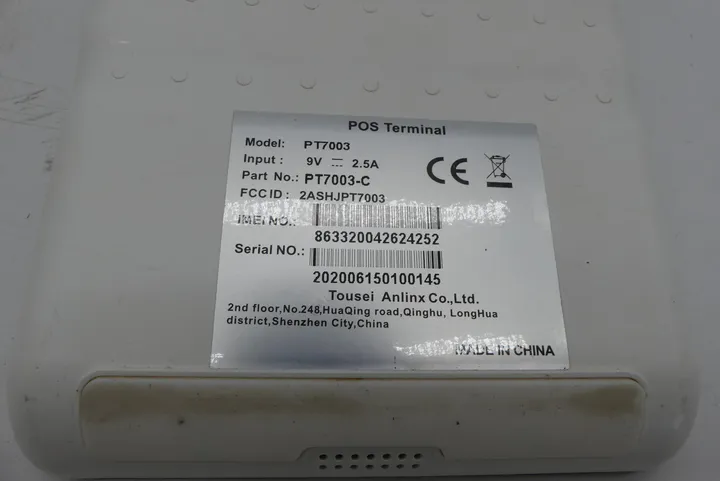 POS Terminal
Model: PT7003
Input : 9V ⎓ 2.5A
Part No.: PT7003-C
FCC ID : 2ASHJPT7003
IMEI NO.:
863320042624252
Serial NO.:
202006150100145
Tousei Anlinx Co.,Ltd.
2nd floor,No.248,HuaQing road,Qinghu, LongHua
district,Shenzhen City,China
MADE IN CHINA
CE